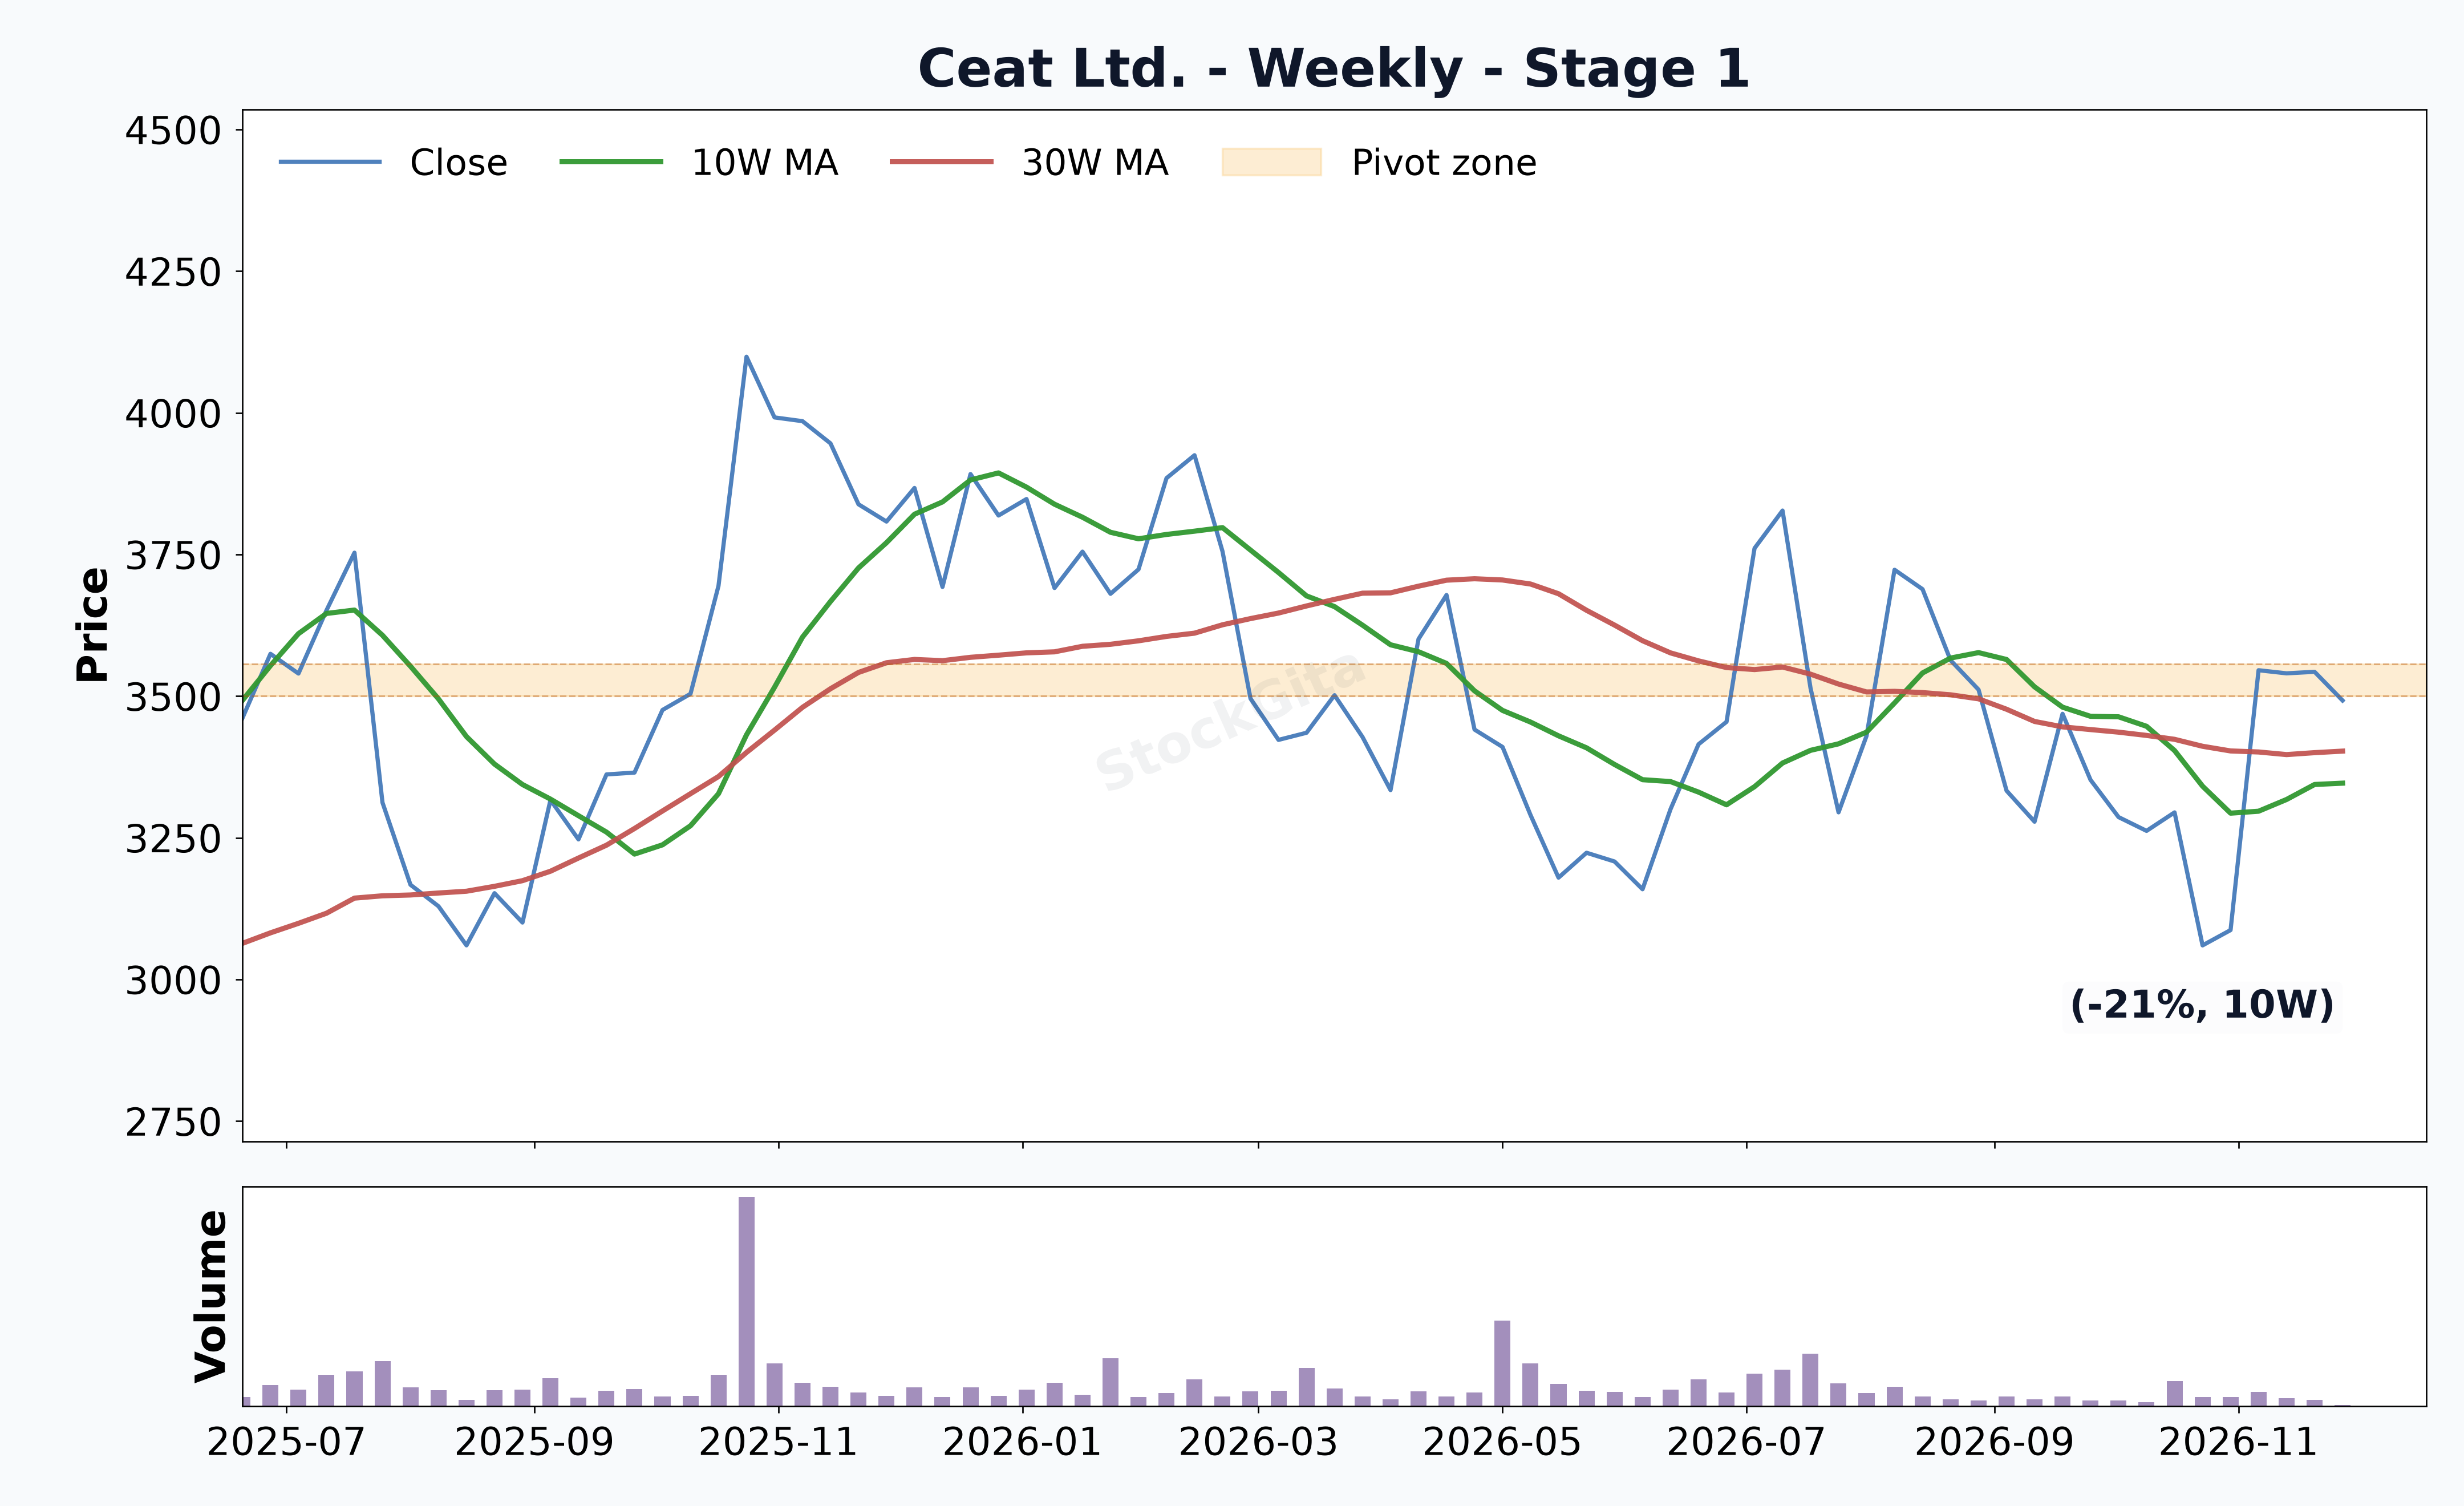 Ceat Ltd. - Weekly - Stage 1
Close 10W MA 30W MA Pivot zone
4500
4250
4000
3750
3500
3250
3000
2750
Price
StockGita
(-21%, 10W)
Volume
2025-07 2025-09 2025-11 2026-01 2026-03 2026-05 2026-07 2026-09 2026-11